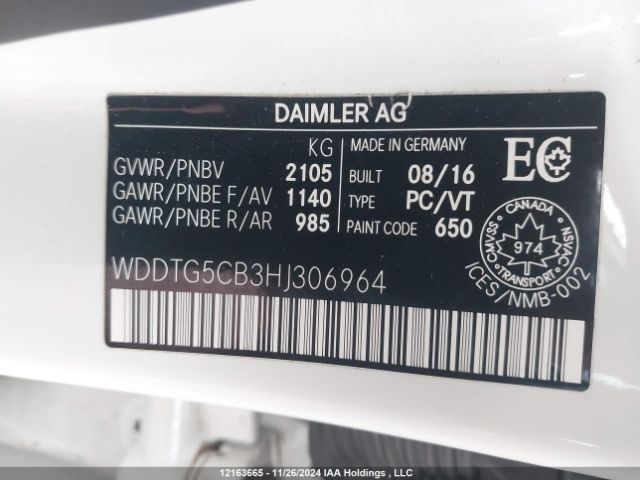 DAIMLER AG
KG
GVWR/PNBV 2105
GAWR/PNBE F/AV 1140
GAWR/PNBE R/AR 985
MADE IN GERMANY
BUILT 08/16
TYPE PC/VT
PAINT CODE 650
EC
CANADA
CMVSS
974
NSVAC
TRANSPORT
ICES/NMB-002
WDDTG5CB3HJ306964
12163665 - 11/26/2024 IAA Holdings , LLC